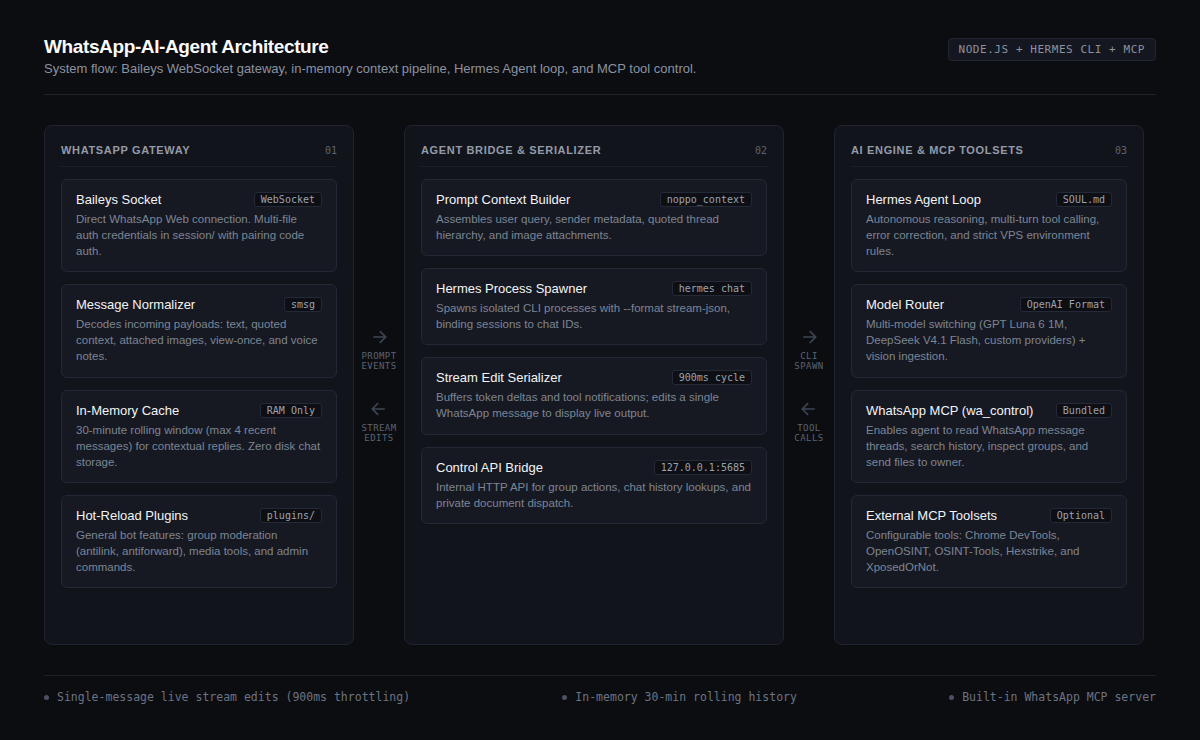 WhatsApp-AI-Agent Architecture
NODE.JS + HERMES CLI + MCP
System flow: Baileys WebSocket gateway, in-memory context pipeline, Hermes Agent loop, and MCP tool control.
WHATSAPP GATEWAY
01
Baileys Socket
WebSocket
Direct WhatsApp Web connection. Multi-file
auth credentials in session/ with pairing code
auth.
Message Normalizer
smsg
Decodes incoming payloads: text, quoted
context, attached images, view-once, and voice
notes.
In-Memory Cache
RAM Only
30-minute rolling window (max 4 recent
messages) for contextual replies. Zero disk chat
storage.
Hot-Reload Plugins
plugins/
General bot features: group moderation
(antilink, antiforward), media tools, and admin
commands.
PROMPT
EVENTS
STREAM
EDITS
AGENT BRIDGE & SERIALIZER
02
Prompt Context Builder
noppo_context
Assembles user query, sender metadata, quoted thread
hierarchy, and image attachments.
Hermes Process Spawner
hermes chat
Spawns isolated CLI processes with --format stream-json,
binding sessions to chat IDs.
Stream Edit Serializer
900ms cycle
Buffers token deltas and tool notifications; edits a single
WhatsApp message to display live output.
Control API Bridge
127.0.0.1:5685
Internal HTTP API for group actions, chat history lookups, and
private document dispatch.
CLI
SPAWN
TOOL
CALLS
AI ENGINE & MCP TOOLSETS
03
Hermes Agent Loop
SOUL.md
Autonomous reasoning, multi-turn tool calling,
error correction, and strict VPS environment
rules.
Model Router
OpenAI Format
Multi-model switching (GPT Luna 6 1M,
DeepSeek V4.1 Flash, custom providers) +
vision ingestion.
WhatsApp MCP (wa_control)
Bundled
Enables agent to read WhatsApp message
threads, search history, inspect groups, and
send files to owner.
External MCP Toolsets
Optional
Configurable tools: Chrome DevTools,
OpenOSINT, OSINT-Tools, Hexstrike, and
XposedOrNot.
Single-message live stream edits (900ms throttling)
In-memory 30-min rolling history
Built-in WhatsApp MCP server